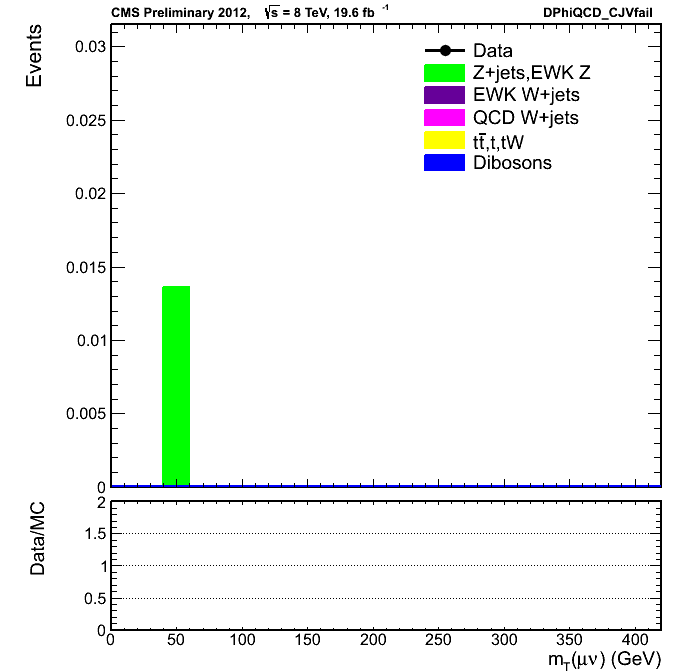 CMS Preliminary 2012, √s = 8 TeV, 19.6 fb⁻¹ DPhiQCD_CJVfail
Events
0.03
0.025
0.02
0.015
0.01
0.005
0
Data
Z+jets,EWK Z
EWK W+jets
QCD W+jets
tt̅,t,tW
Dibosons
Data/MC
2
1.5
1
0.5
0
0 50 100 150 200 250 300 350 400
m_T(μν) (GeV)